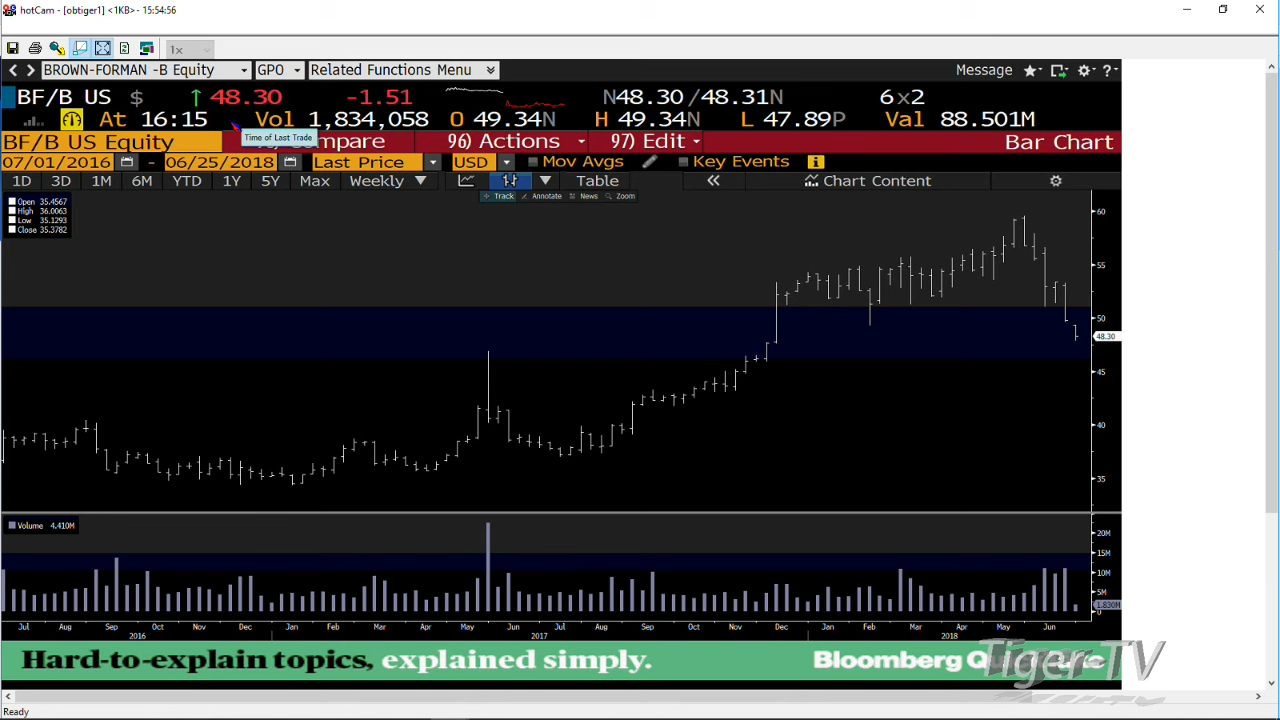 hotCam - [obtiger1] <1KB> - 15:54:56
1x
BROWN-FORMAN -B Equity GPO Related Functions Menu Message
BF/B US $ ↑ 48.30 -1.51 N48.30 /48.31N 6x2
At 16:15 Vol 1,834,058 O 49.34N H 49.34N L 47.89P Val 88.501M
Time of Last Trade
BF/B US Equity mpare 96) Actions 97) Edit Bar Chart
07/01/2016 - 06/25/2018 Last Price USD Mov Avgs Key Events
1D 3D 1M 6M YTD 1Y 5Y Max Weekly Table Chart Content
Track Annotate News Zoom
Open 35.4567
High 36.0063
Low 35.1293
Close 35.3782
60
55
50
48.30
45
40
35
Volume 4.410M
20M
15M
10M
5M
1.830M
0
Jul Aug Sep Oct Nov Dec Jan Feb Mar Apr May Jun Jul Aug Sep Oct Nov Dec Jan Feb Mar Apr May Jun
2016 2017 2018
Hard-to-explain topics, explained simply. Bloomberg
Tiger-TV
Ready